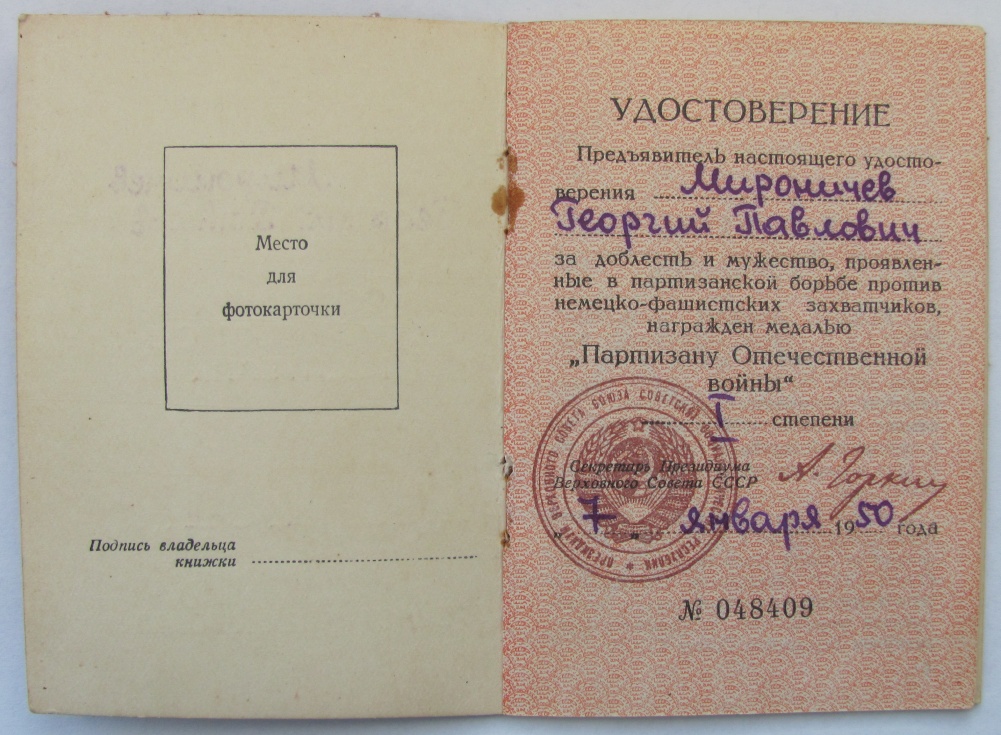 Место
для
фотокарточки
Подпись владельца
книжки
УДОСТОВЕРЕНИЕ
Предъявитель настоящего удосто-
верения Мироничев
Георгий Павлович
за доблесть и мужество, проявлен-
ные в партизанской борьбе против
немецко-фашистских захватчиков,
награжден медалью
„Партизану Отечественной
войны“
I степени
Секретарь Президиума
Верховного Совета СССР А. Горкин
„7“ января 1950 года
№ 048409